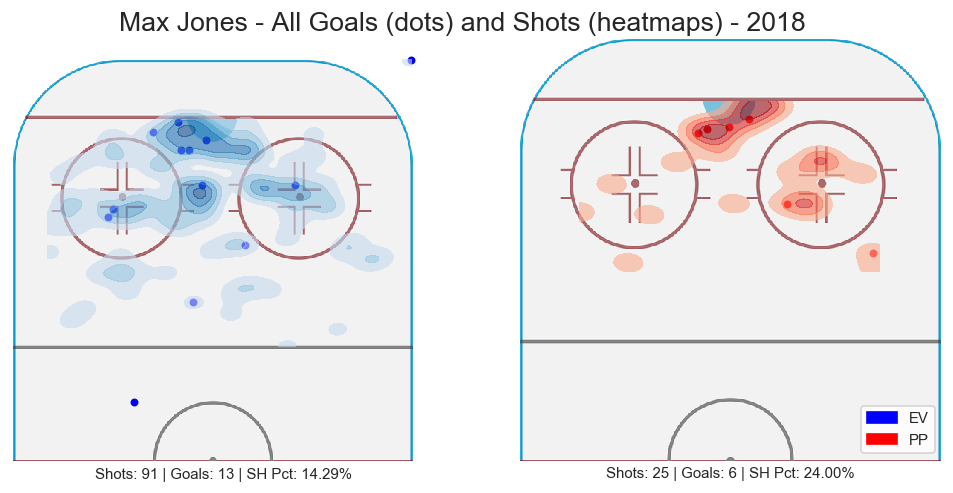 Max Jones - All Goals (dots) and Shots (heatmaps) - 2018
EV
PP
Shots: 91 | Goals: 13 | SH Pct: 14.29%
Shots: 25 | Goals: 6 | SH Pct: 24.00%